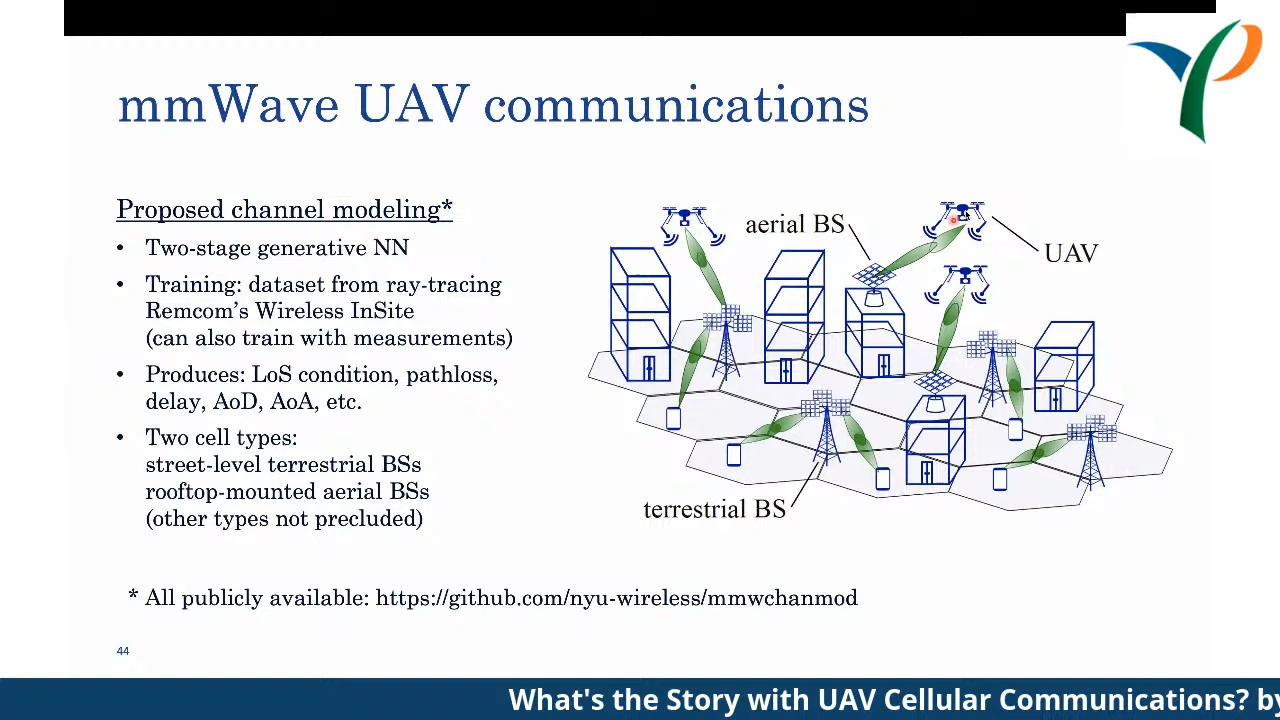 mmWave UAV communications
Proposed channel modeling*
• Two-stage generative NN
• Training: dataset from ray-tracing
Remcom's Wireless InSite
(can also train with measurements)
• Produces: LoS condition, pathloss,
delay, AoD, AoA, etc.
• Two cell types:
street-level terrestrial BSs
rooftop-mounted aerial BSs
(other types not precluded)
aerial BS
UAV
terrestrial BS
* All publicly available: https://github.com/nyu-wireless/mmwchanmod
44
What's the Story with UAV Cellular Communications? by